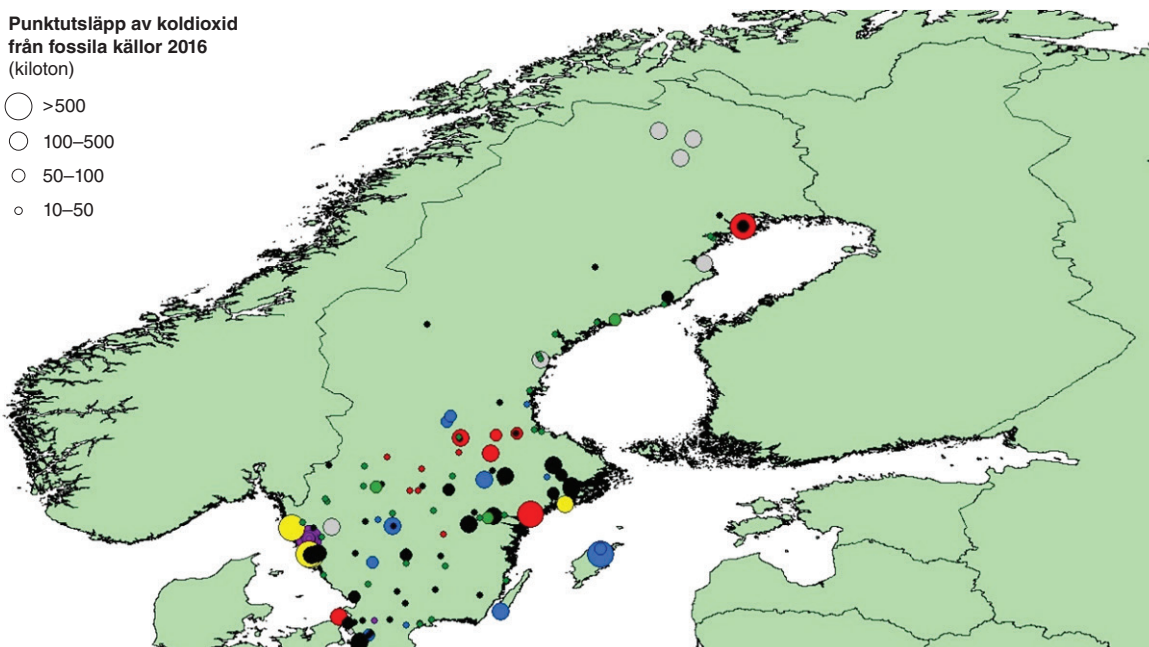 Punktutsläpp av koldioxid
från fossila källor 2016
(kiloton)
>500
100–500
50–100
10–50